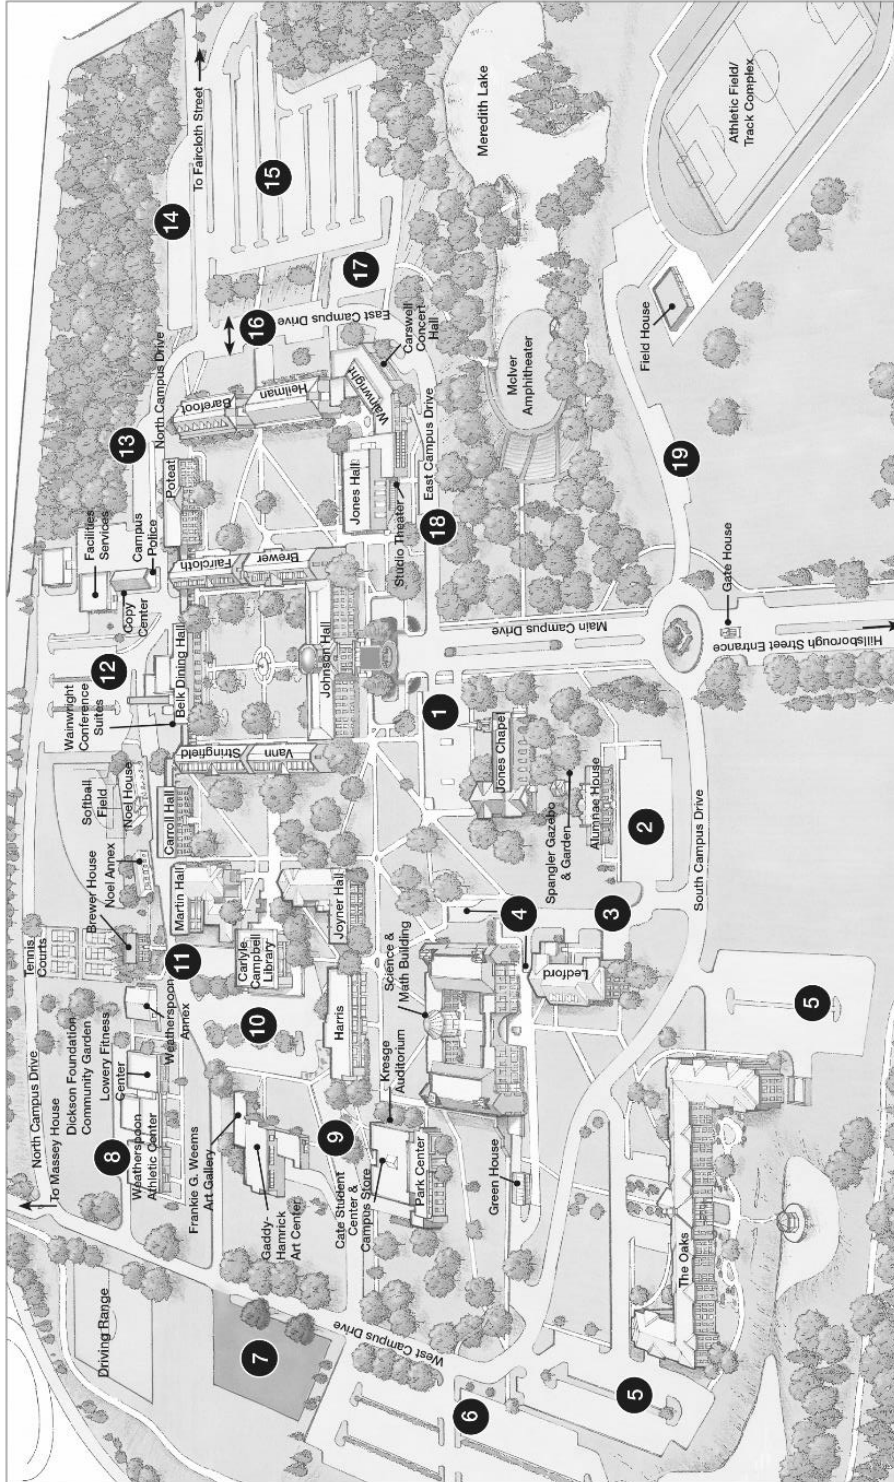 To Faircloth Street
14
15
17
16
East Campus Drive
North Campus Drive
13
Meredith Lake
Athletic Field/
Track Complex
Field House
19
McIver
Amphitheater
Carswell
Concert
Hall
Wainwright
Heilman
Barefoot
Poteat
Jones Hall
Studio Theater
East Campus Drive
18
Facilities
Services
Campus
Police
Copy
Center
Faircloth
Brewer
12
Wainwright
Conference
Suites
Belk Dining Hall
Johnson Hall
Main Campus Drive
Gate House
Hillsborough Street Entrance
Stringfield
Vann
1
Jones Chapel
Spangler Gazebo
& Garden
Alumnae House
2
South Campus Drive
Softball
Field
Noel House
Noel Annex
Brewer House
Carroll Hall
Martin Hall
Joyner Hall
Tennis
Courts
11
Carlyle
Campbell
Library
10
Harris
Science &
Math Building
4
3
Ledford
5
Kresge
Auditorium
North Campus Drive
To Massey House
Dickson Foundation
Community Garden
Lowery Fitness
Center
Weatherspoon
Annex
Weatherspoon
Athletic Center
8
Frankie G. Weems
Art Gallery
Gaddy-
Hamrick
Art Center
9
Cate Student
Center &
Campus Store
Park Center
Green House
The Oaks
Driving Range
7
West Campus Drive
6
5